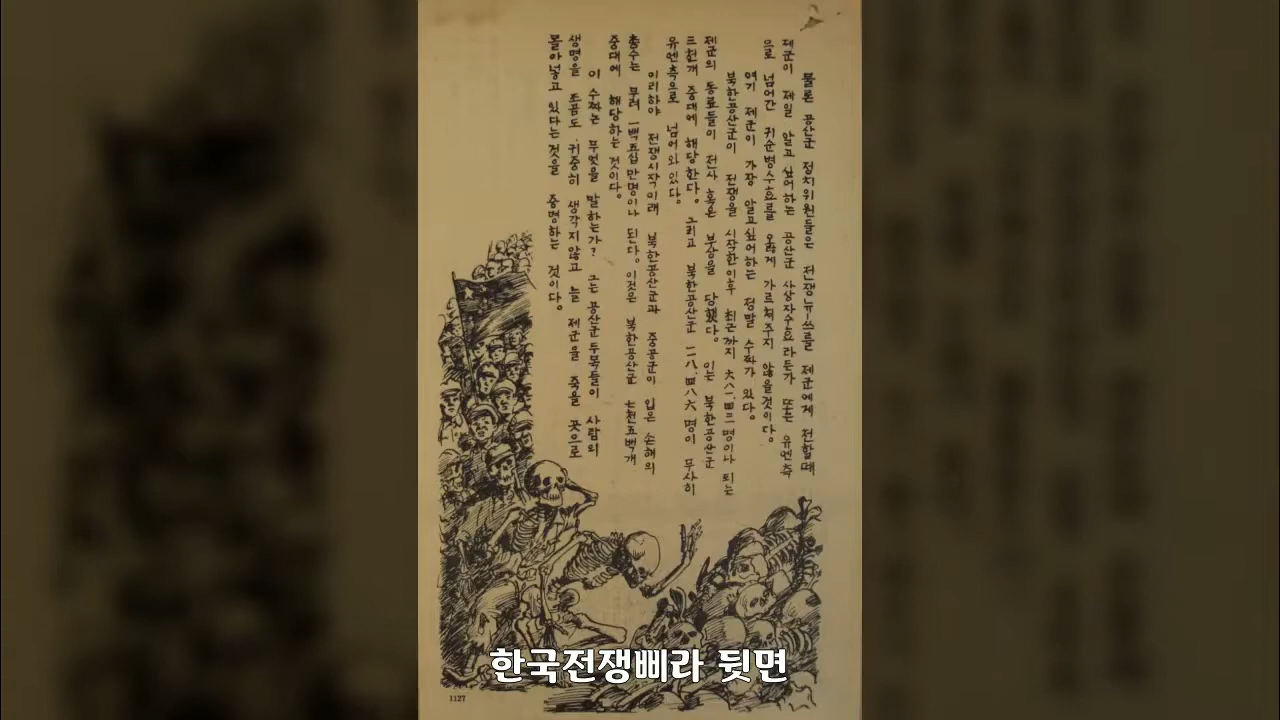 물론 공산군 정치위원들은 전쟁뉴-쓰를 제군에게 전할때
제군이 제일 알고 싶어하는 공산군 사상자수효라든가 또는 유엔측
으로 넘어간 귀순병수효를 옳게 가르쳐주지 않을것이다。
여기 제군이 가장 알고싶어하는 정말 수짜가 있다。
북한공산군이 전쟁을 시작한이후 최근까지 六八一、四三一명이나 되는
제군의 동료들이 전사 혹은 부상을 당했다。 이는 북한공산군
三천개 중대에 해당한다。 그리고 북한공산군 一二八、四八六명이 무사히
유엔측으로 넘어와 있다。
이리하야 전쟁시작이래 북한공산군과 중공군이 입은 손해의
총수는 무려 一백五십만명이나 된다。 이것은 북한공산군 七천五백개
중대에 해당하는 것이다。
이 수짜는 무엇을 말하는가? 그는 공산군 두목들이 사람의
생명을 조곰도 귀중히 생각지않고 늘 제군을 죽을 곳으로
몰아넣고 있다는것을 증명하는 것이다。
1127
한국전쟁삐라 뒷면